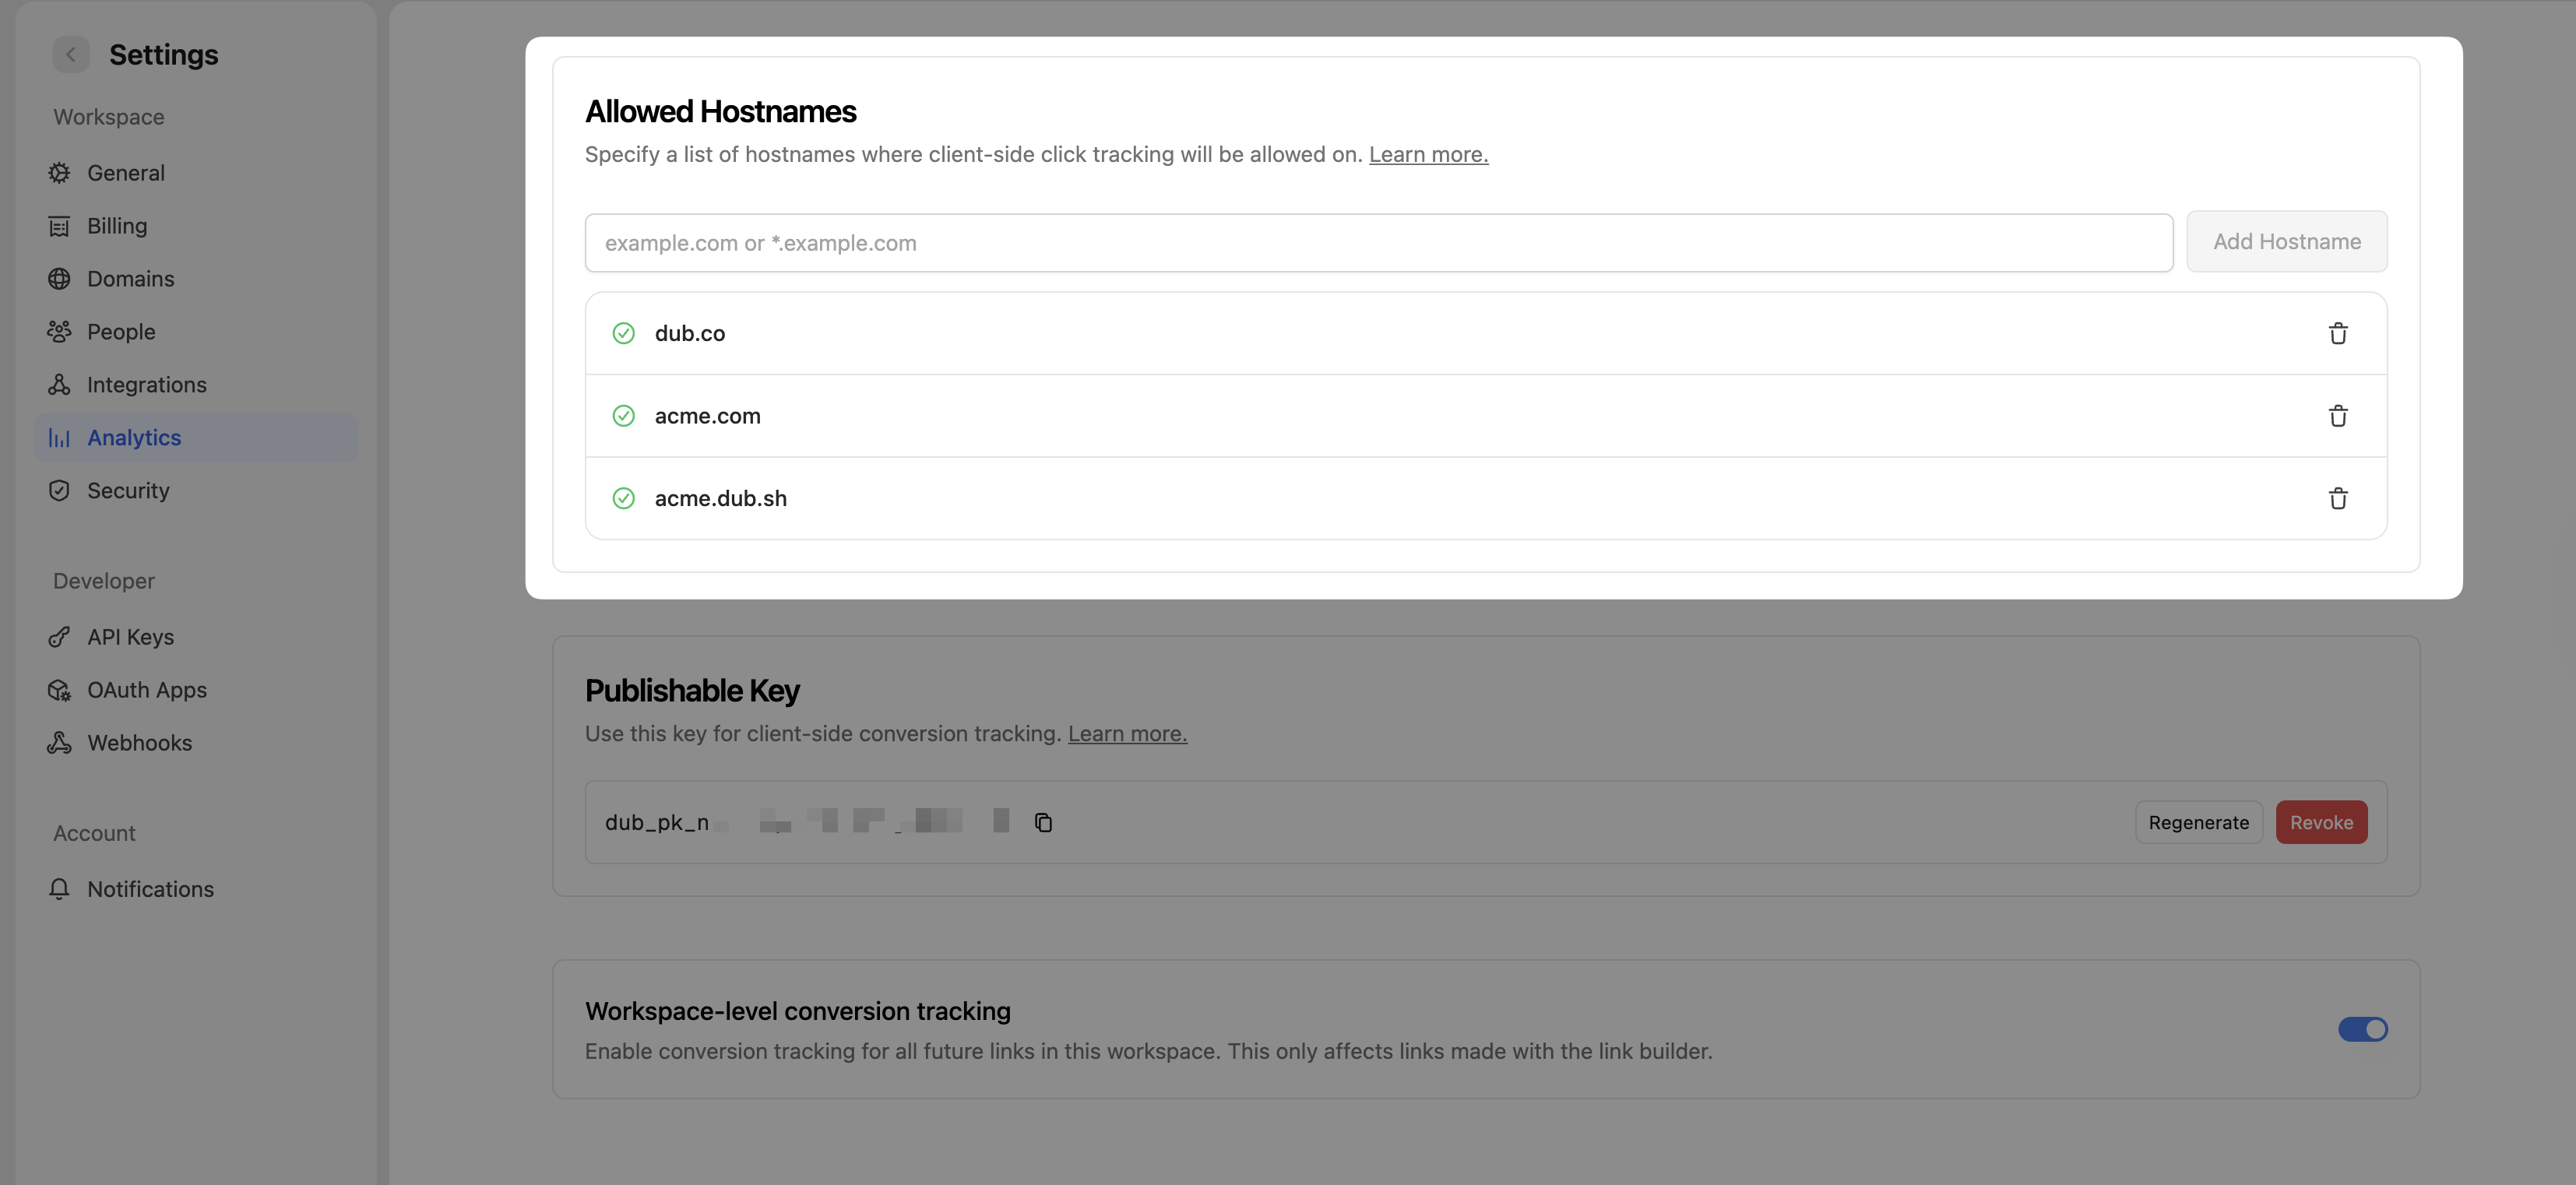 Settings
Workspace
General
Billing
Domains
People
Integrations
Analytics
Security
Developer
API Keys
OAuth Apps
Webhooks
Account
Notifications
Allowed Hostnames
Specify a list of hostnames where client-side click tracking will be allowed on. Learn more.
example.com or *.example.com
Add Hostname
dub.co
acme.com
acme.dub.sh
Publishable Key
Use this key for client-side conversion tracking. Learn more.
dub_pk_n
Regenerate
Revoke
Workspace-level conversion tracking
Enable conversion tracking for all future links in this workspace. This only affects links made with the link builder.